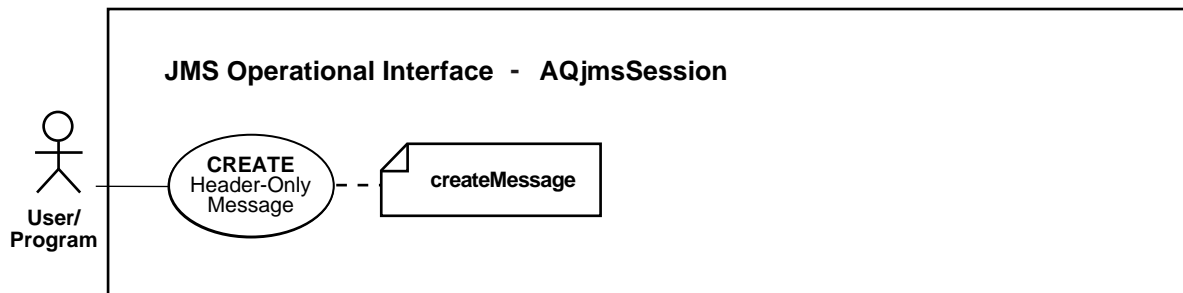 JMS Operational Interface - AQjmsSession
CREATE
Header-Only
Message
createMessage
User/
Program